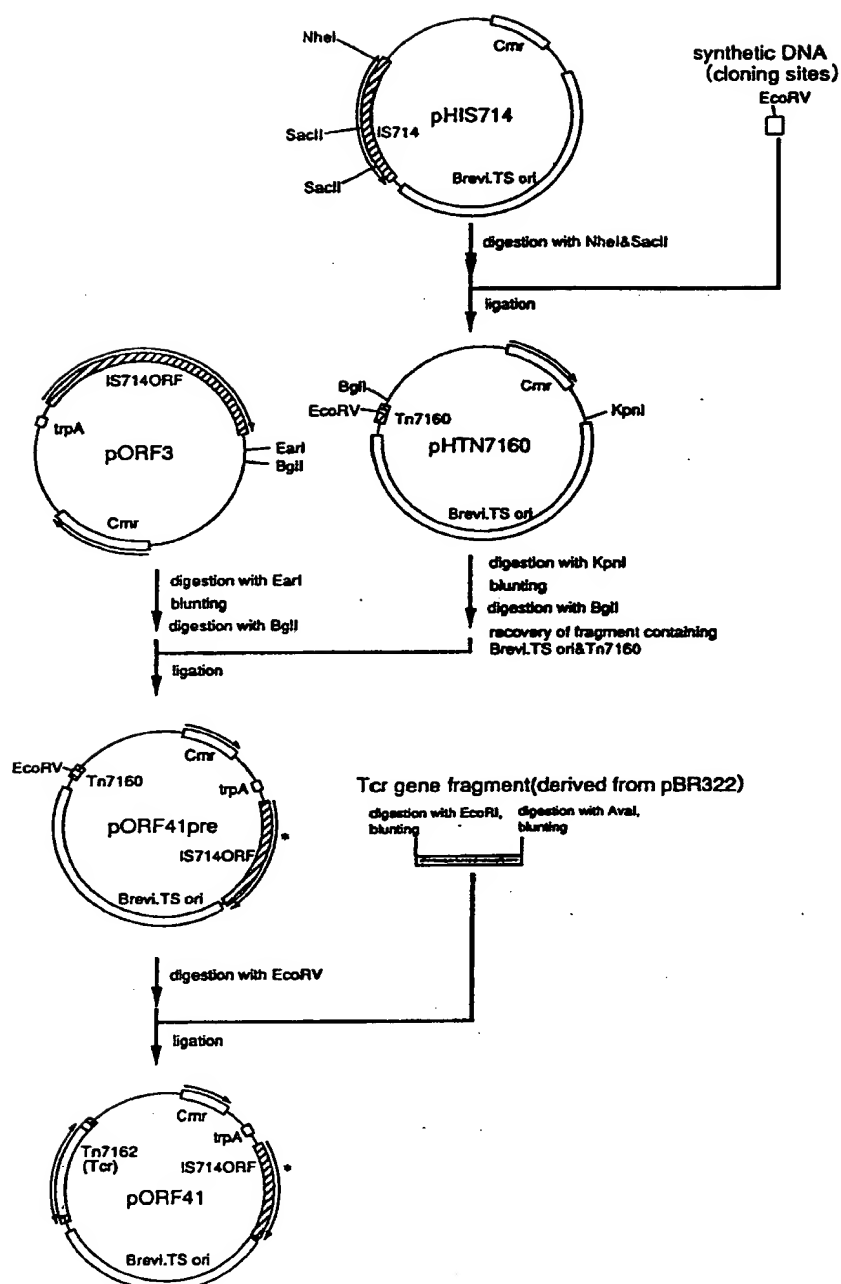 NheI
Cmr
pHIS714
SacII
IS714
SacII
Brevi.TS ori
synthetic DNA
(cloning sites)
EcoRV
digestion with NheI&SacII
ligation
IS714ORF
trpA
pORF3
EarI
BglI
Cmr
BglI
EcoRV
Tn7160
Cmr
KpnI
pHTN7160
Brevi.TS ori
digestion with EarI
blunting
digestion with BglI
digestion with KpnI
blunting
digestion with BglI
recovery of fragment containing
Brevi.TS ori&Tn7160
ligation
EcoRV
Tn7160
Cmr
trpA
pORF41pre
IS714ORF
*
Brevi.TS ori
Tcr gene fragment(derived from pBR322)
digestion with EcoRI,
blunting
digestion with AvaI,
blunting
digestion with EcoRV
ligation
Cmr
trpA
Tn7162
(Tcr)
IS714ORF
*
pORF41
Brevi.TS ori